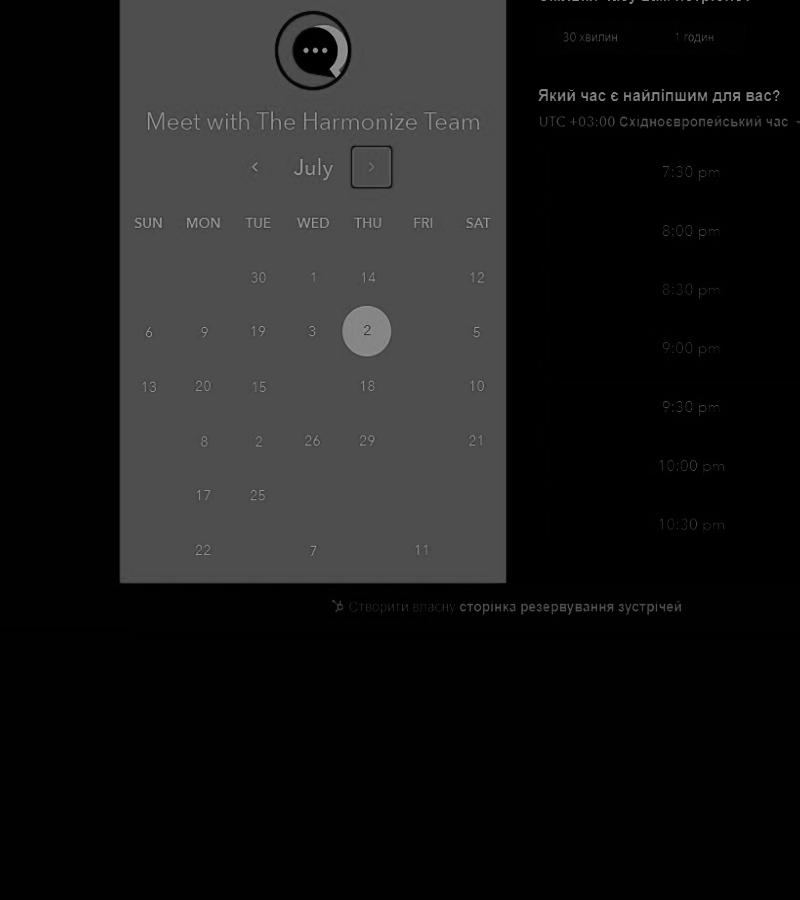 30 хвилин 1 годин
Meet with The Harmonize Team
Який час є найліпшим для вас?
UTC +03:00 Східноєвропейський час
July
SUN MON TUE WED THU FRI SAT
30 1 14 12
6 9 19 3 2 5
13 20 15 18 10
8 2 26 29 21
17 25
22 7 11
7:30 pm
8:00 pm
8:30 pm
9:00 pm
9:30 pm
10:00 pm
10:30 pm
Створити власну сторінка резервування зустрічей